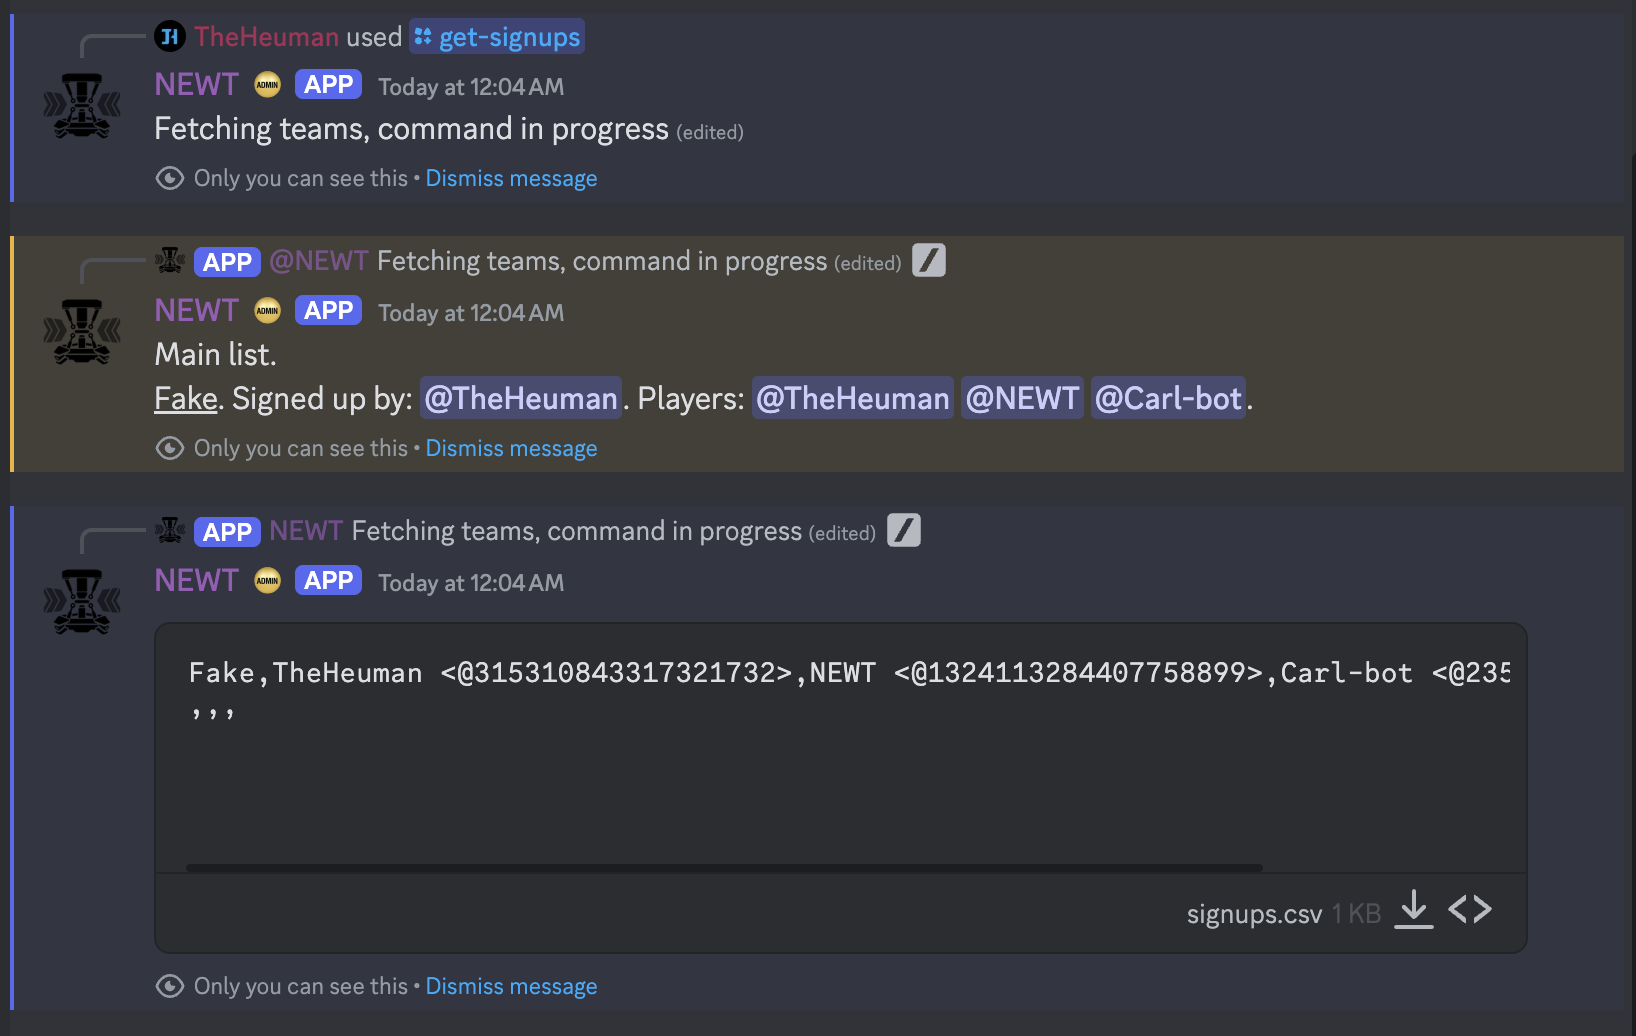 TheHeuman used get-signups
NEWT ADMIN APP Today at 12:04 AM
Fetching teams, command in progress (edited)
Only you can see this • Dismiss message
APP @NEWT Fetching teams, command in progress (edited)
NEWT ADMIN APP Today at 12:04 AM
Main list.
Fake. Signed up by: @TheHeuman. Players: @TheHeuman @NEWT @Carl-bot.
Only you can see this • Dismiss message
APP NEWT Fetching teams, command in progress (edited)
NEWT ADMIN APP Today at 12:04 AM
Fake,TheHeuman <@315310843317321732>,NEWT <@1324113284407758899>,Carl-bot <@235
,,,
signups.csv 1 KB
Only you can see this • Dismiss message